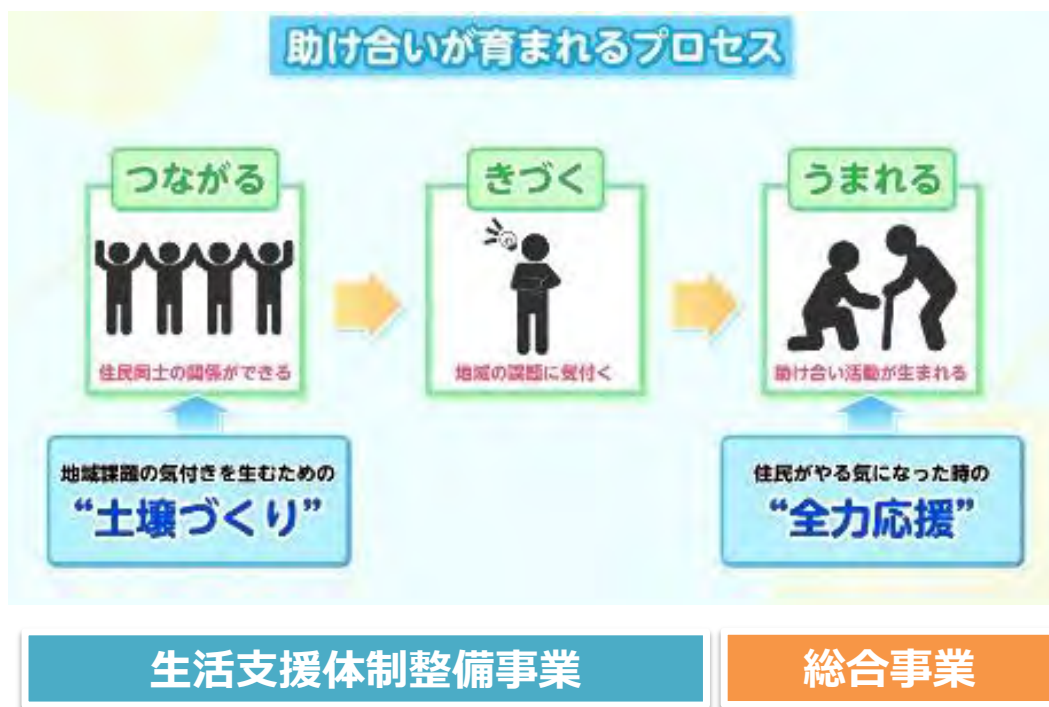 助け合いが育まれるプロセス
つながる
住民同士の関係ができる
きづく
地域の課題に気付く
うまれる
助け合い活動が生まれる
地域課題の気付きを生むための
“土壌づくり”
住民がやる気になった時の
“全力応援”
生活支援体制整備事業
総合事業